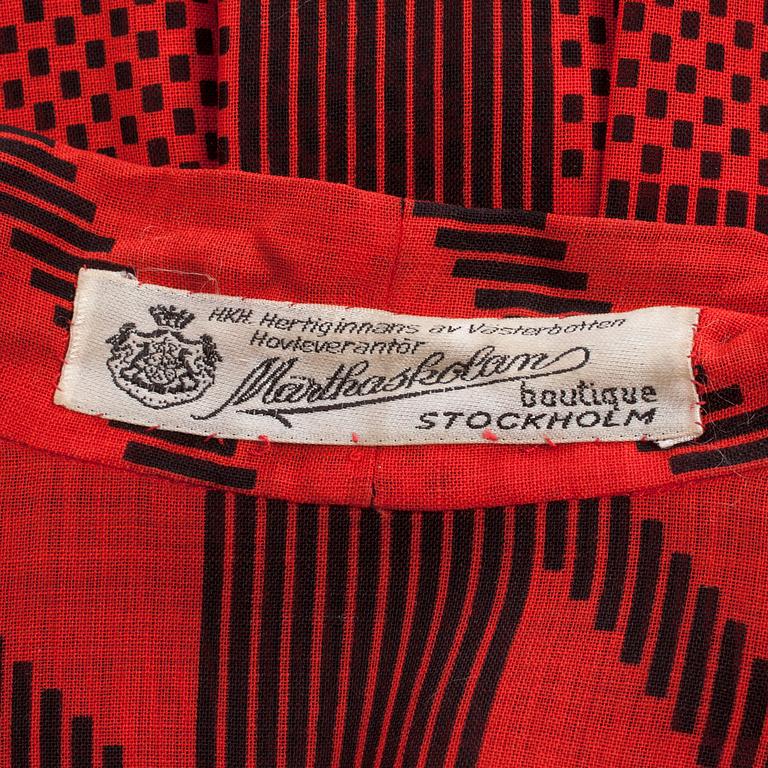 HKH. Hertiginnans av Västerbotten
Hovleverantör
Märthaskolan
boutique
STOCKHOLM